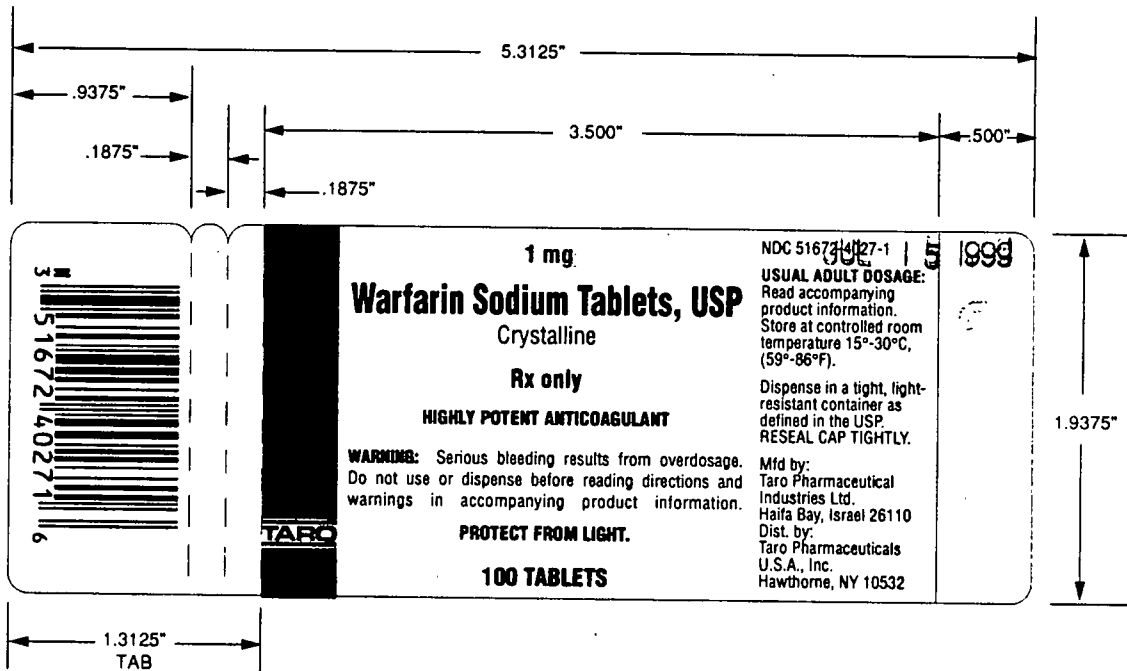 5.3125"
.9375"
3.500"
.500"
.1875"
.1875"
N
3 51672 40271 6
TARO
1 mg
Warfarin Sodium Tablets, USP
Crystalline
Rx only
HIGHLY POTENT ANTICOAGULANT
WARNING: Serious bleeding results from overdosage.
Do not use or dispense before reading directions and
warnings in accompanying product information.
PROTECT FROM LIGHT.
100 TABLETS
NDC 51672-4027-1
JUL 15 1999
USUAL ADULT DOSAGE:
Read accompanying
product information.
Store at controlled room
temperature 15°-30°C,
(59°-86°F).
Dispense in a tight, light-
resistant container as
defined in the USP.
RESEAL CAP TIGHTLY.
Mfd by:
Taro Pharmaceutical
Industries Ltd.
Haifa Bay, Israel 26110
Dist. by:
Taro Pharmaceuticals
U.S.A., Inc.
Hawthorne, NY 10532
1.9375"
1.3125"
TAB